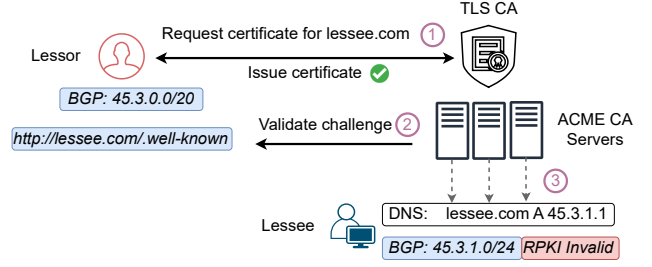 TLS CA
Request certificate for lessee.com 1
Lessor
Issue certificate
BGP: 45.3.0.0/20
http://lessee.com/.well-known
Validate challenge 2
ACME CA
Servers
3
Lessee
DNS: lessee.com A 45.3.1.1
BGP: 45.3.1.0/24 RPKI Invalid